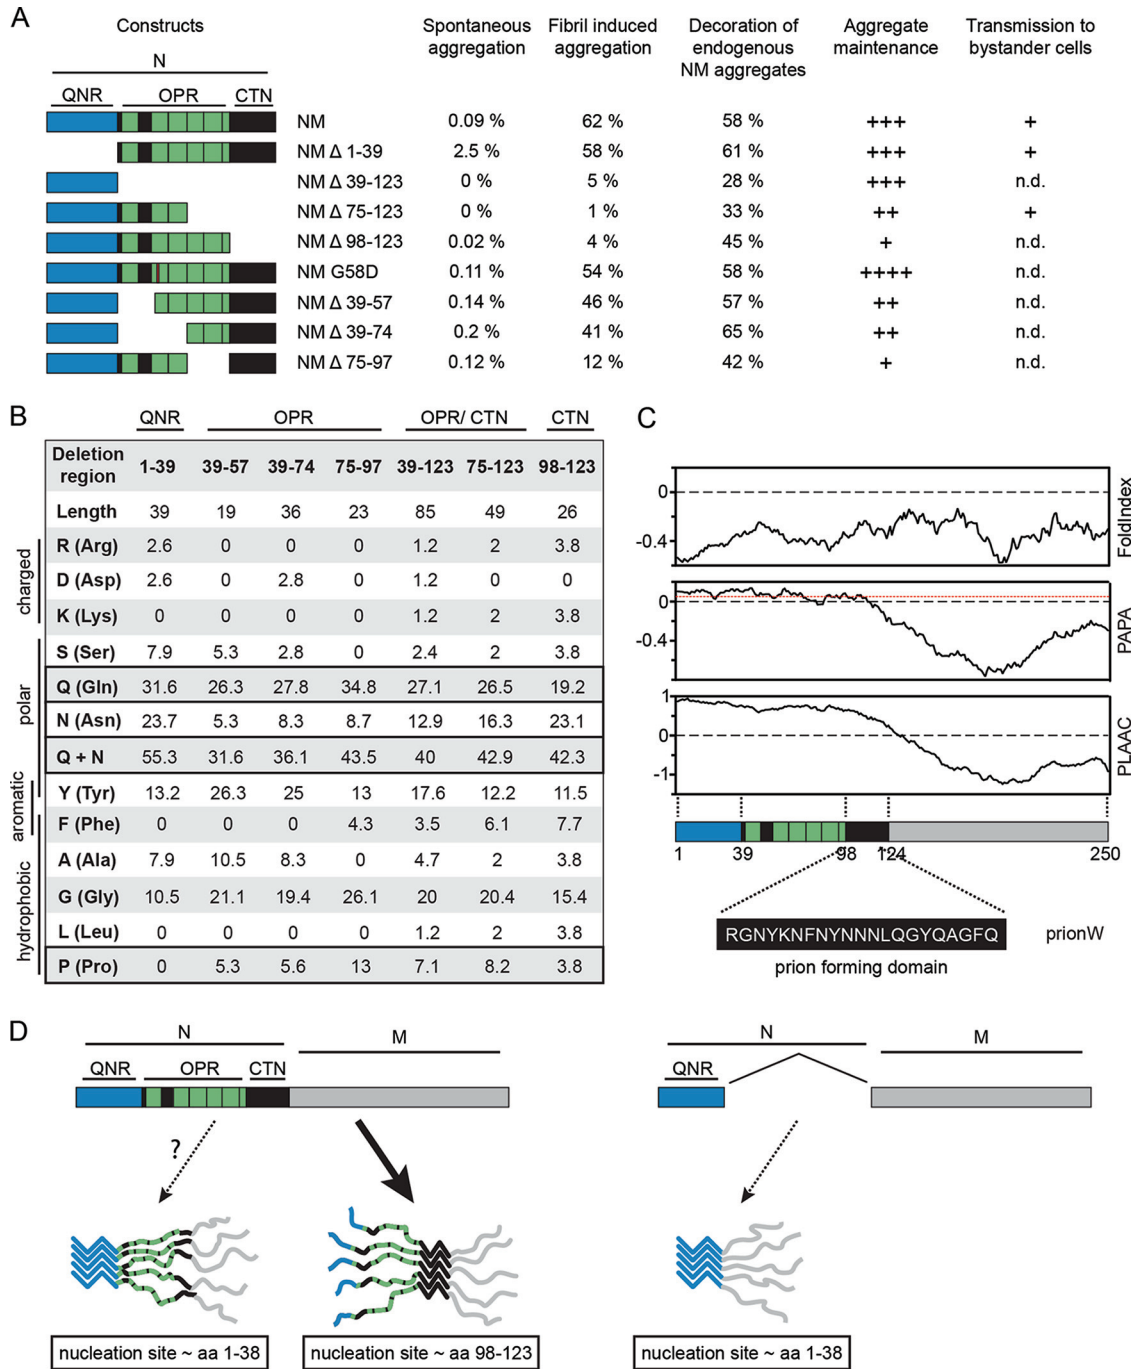 A
Constructs
Spontaneous aggregation
Fibril induced aggregation
Decoration of endogenous NM aggregates
Aggregate maintenance
Transmission to bystander cells
N
QNR OPR CTN
NM 0.09 % 62 % 58 % +++ +
NM Δ 1-39 2.5 % 58 % 61 % +++ +
NM Δ 39-123 0 % 5 % 28 % +++ n.d.
NM Δ 75-123 0 % 1 % 33 % ++ +
NM Δ 98-123 0.02 % 4 % 45 % + n.d.
NM G58D 0.11 % 54 % 58 % ++++ n.d.
NM Δ 39-57 0.14 % 46 % 57 % ++ n.d.
NM Δ 39-74 0.2 % 41 % 65 % ++ n.d.
NM Δ 75-97 0.12 % 12 % 42 % + n.d.
B
QNR OPR OPR/ CTN CTN
Deletion region 1-39 39-57 39-74 75-97 39-123 75-123 98-123
Length 39 19 36 23 85 49 26
charged
R (Arg) 2.6 0 0 0 1.2 2 3.8
D (Asp) 2.6 0 2.8 0 1.2 0 0
K (Lys) 0 0 0 0 1.2 2 3.8
polar
S (Ser) 7.9 5.3 2.8 0 2.4 2 3.8
Q (Gln) 31.6 26.3 27.8 34.8 27.1 26.5 19.2
N (Asn) 23.7 5.3 8.3 8.7 12.9 16.3 23.1
Q + N 55.3 31.6 36.1 43.5 40 42.9 42.3
aromatic
Y (Tyr) 13.2 26.3 25 13 17.6 12.2 11.5
F (Phe) 0 0 0 4.3 3.5 6.1 7.7
hydrophobic
A (Ala) 7.9 10.5 8.3 0 4.7 2 3.8
G (Gly) 10.5 21.1 19.4 26.1 20 20.4 15.4
L (Leu) 0 0 0 0 1.2 2 3.8
P (Pro) 0 5.3 5.6 13 7.1 8.2 3.8
C
0
-0.4
FoldIndex
0
-0.4
PAPA
1
0
-1
PLAAC
1 39 98 124 250
RGNYKNFNYNNNLQGYQAGFQ prionW
prion forming domain
D
N M
QNR OPR CTN
?
nucleation site ~ aa 1-38
nucleation site ~ aa 98-123
N M
QNR
nucleation site ~ aa 1-38